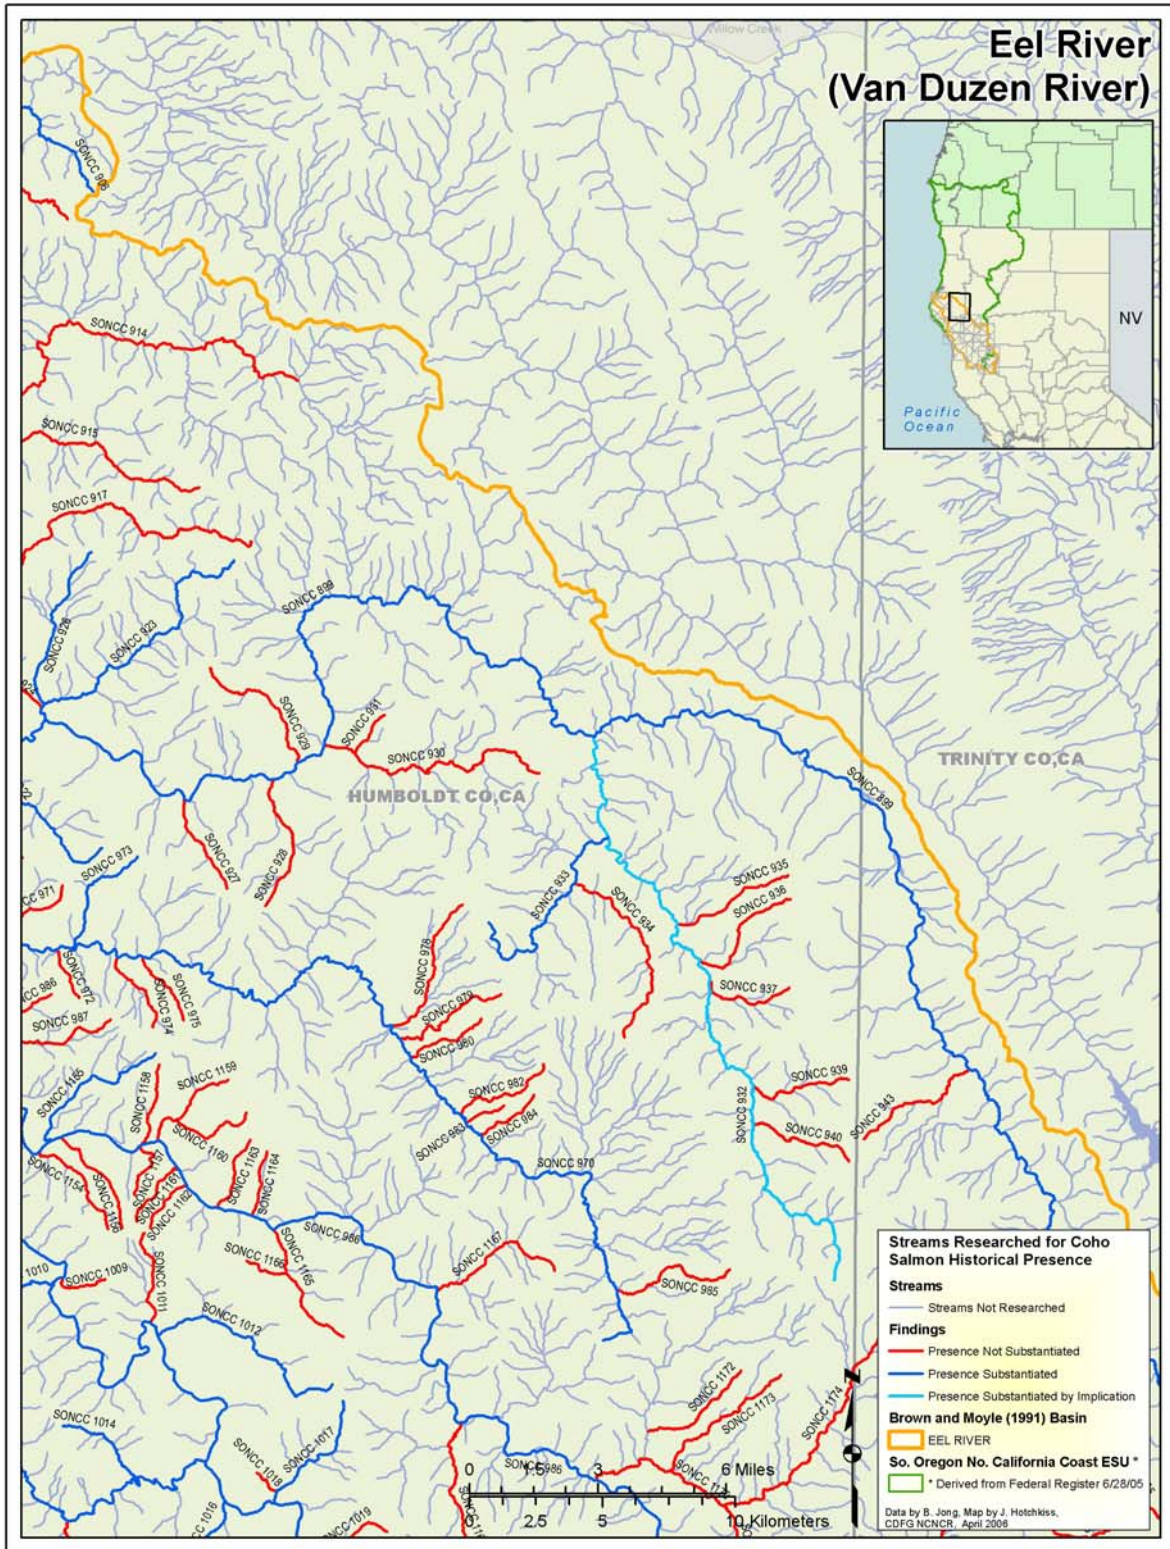 Willow Creek
Eel River
(Van Duzen River)
NV
Pacific
Ocean
SONCC 906
SONCC 914
SONCC 915
SONCC 917
SONCC 899
SONCC 926
SONCC 923
SONCC 929
SONCC 931
SONCC 930
TRINITY CO,CA
HUMBOLDT CO,CA
SONCC 899
SONCC 973
SONCC 927
SONCC 928
SONCC 933
SONCC 934
SONCC 935
SONCC 936
SONCC 937
SONCC 978
SONCC 979
SONCC 980
SONCC 972
SONCC 974
SONCC 975
SONCC 987
SONCC 982
SONCC 983
SONCC 984
SONCC 970
SONCC 932
SONCC 939
SONCC 940
SONCC 943
SONCC 1158
SONCC 1159
SONCC 1160
SONCC 1163
SONCC 1164
SONCC 1154
SONCC 1157
SONCC 1161
SONCC 1162
SONCC 986
SONCC 1165
SONCC 1166
SONCC 1167
SONCC 985
1010
SONCC 1009
SONCC 1011
SONCC 1012
SONCC 1014
SONCC 1018
SONCC 1017
SONCC 1016
SONCC 1172
SONCC 1173
SONCC 1174
SONCC 986
0 1.5 3 6 Miles
0 2.5 5 10 Kilometers
Streams Researched for Coho
Salmon Historical Presence
Streams
Streams Not Researched
Findings
Presence Not Substantiated
Presence Substantiated
Presence Substantiated by Implication
Brown and Moyle (1991) Basin
EEL RIVER
So. Oregon No. California Coast ESU *
* Derived from Federal Register 6/28/05
Data by B. Jong, Map by J. Hotchkiss,
CDFG NCNCR, April 2006